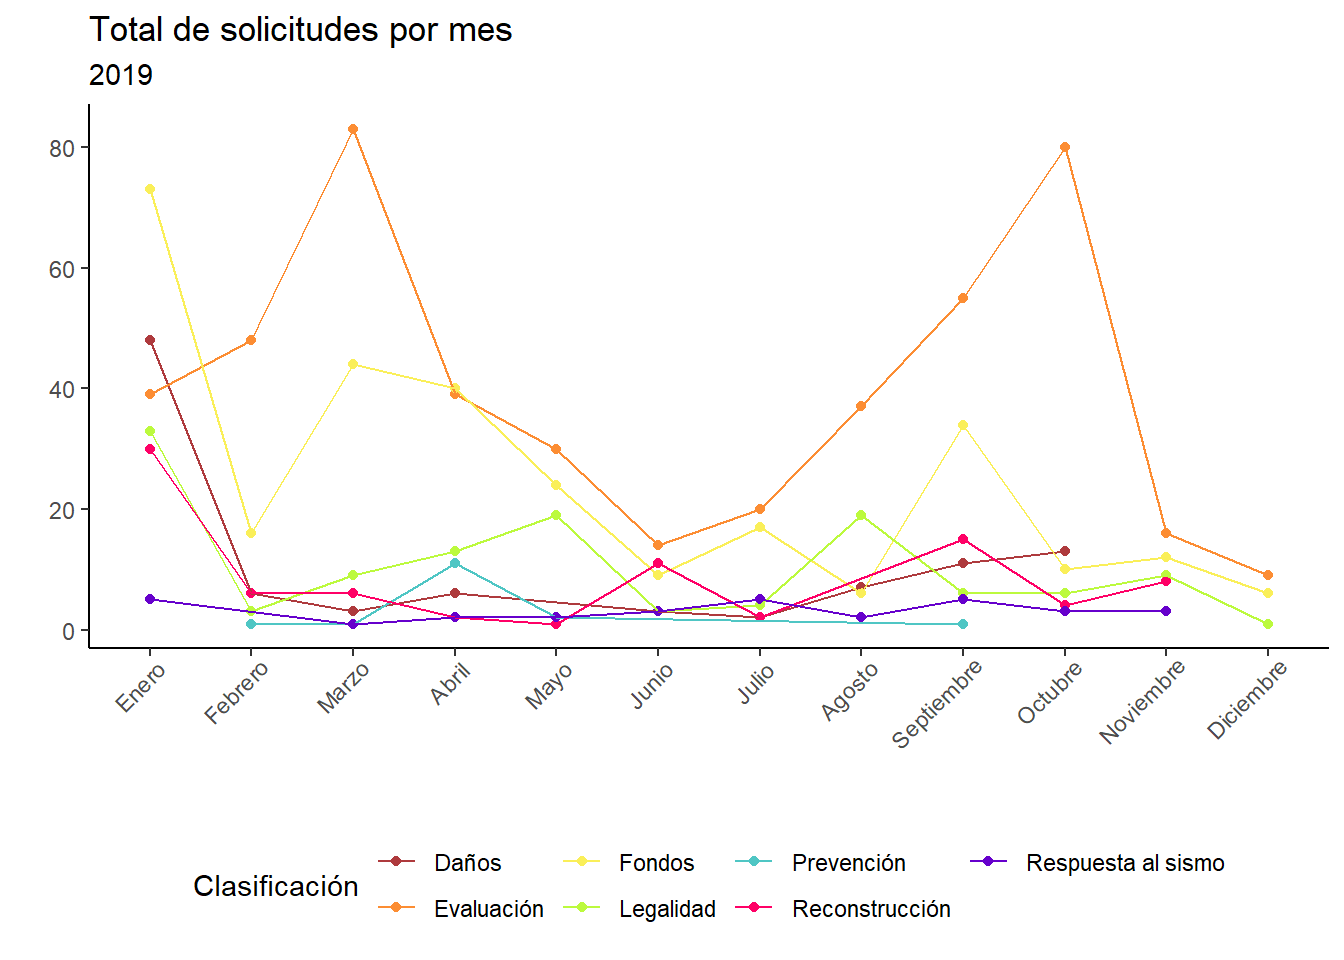 Total de solicitudes por mes
2019
80
60
40
20
0
Enero
Febrero
Marzo
Abril
Mayo
Junio
Julio
Agosto
Septiembre
Octubre
Noviembre
Diciembre
Clasificación
Daños
Fondos
Prevención
Respuesta al sismo
Evaluación
Legalidad
Reconstrucción